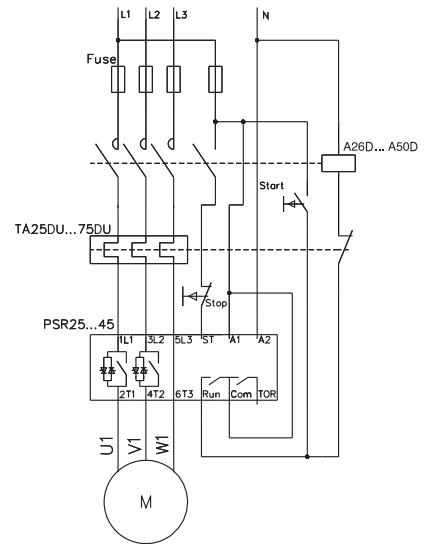 L1 L2 L3 N
Fuse
A26D... A50D
Start
TA25DU...75DU
Stop
PSR25...45
1L1 3L2 5L3 ST A1 A2
Run Com TOR
2T1 4T2 6T3
U1 V1 W1
M